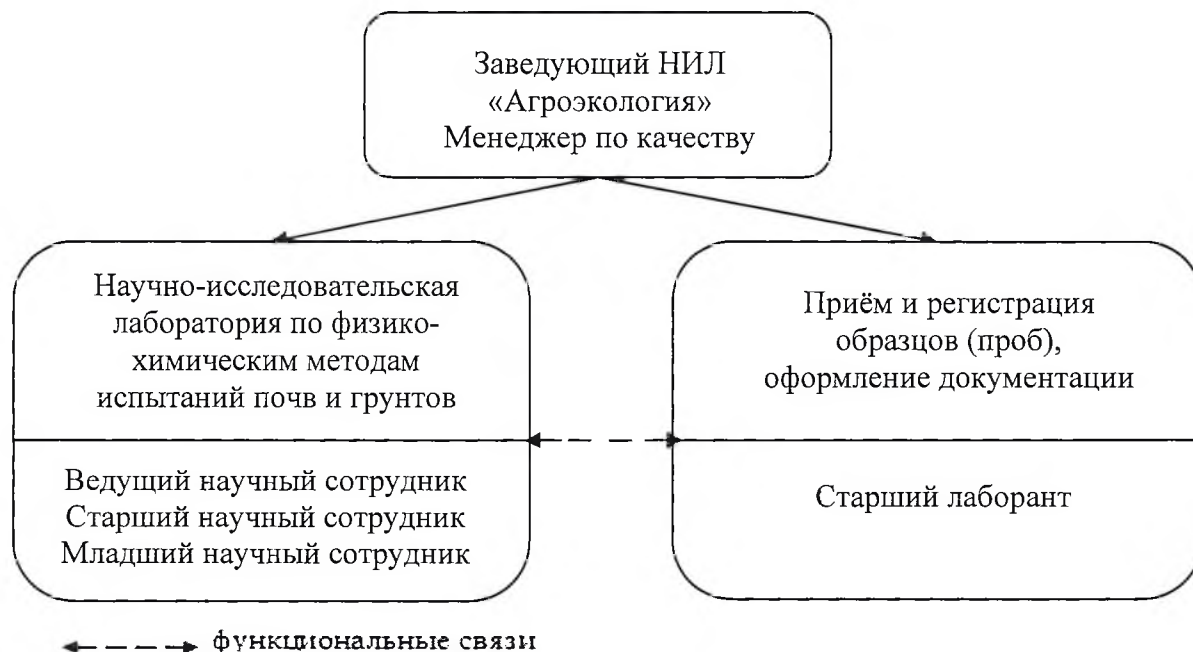 Заведующий НИЛ
«Агроэкология»
Менеджер по качеству
Научно-исследовательская
лаборатория по физико-
химическим методам
испытаний почв и грунтов
Ведущий научный сотрудник
Старший научный сотрудник
Младший научный сотрудник
Приём и регистрация
образцов (проб),
оформление документации
Старший лаборант
функциональные связи